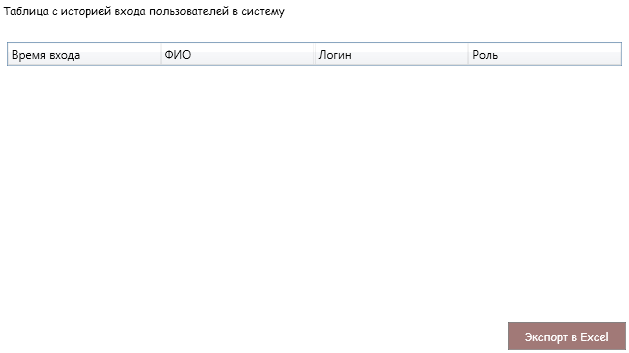 Таблица с историей входа пользователей в систему
Время входа ФИО Логин Роль
Экспорт в Excel